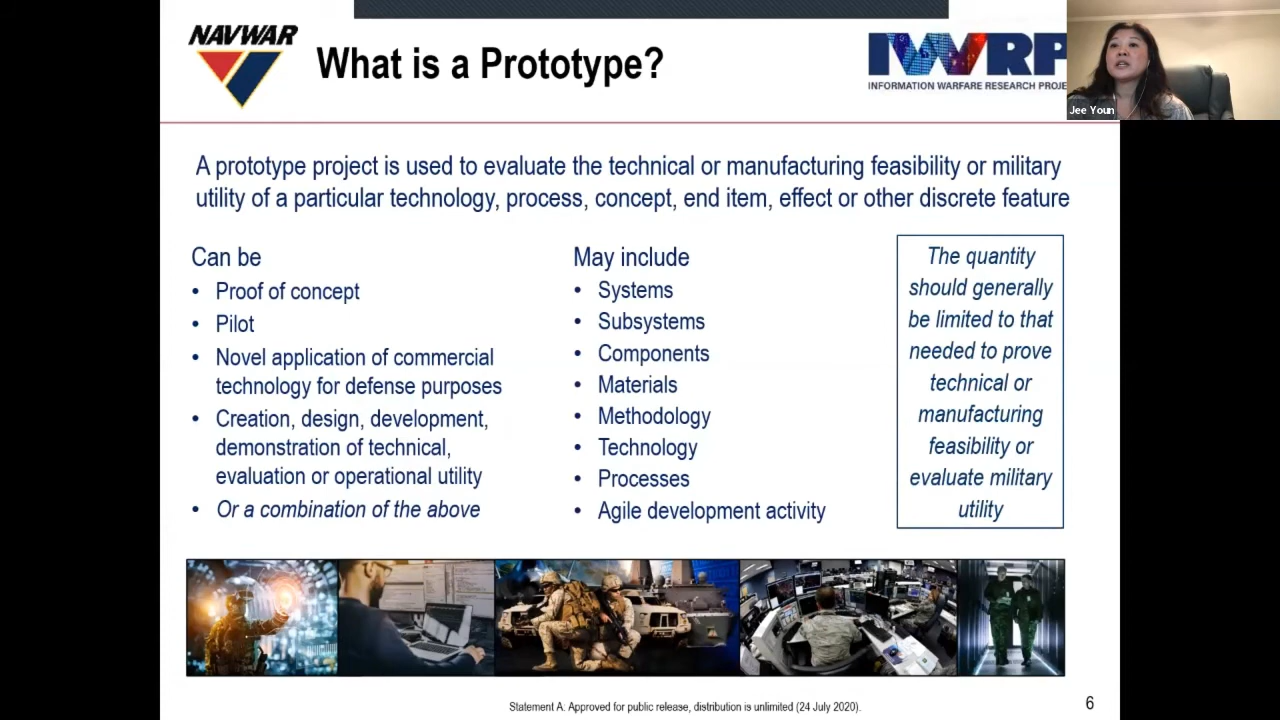 NAVWAR
What is a Prototype?
IWRP
INFORMATION WARFARE RESEARCH PROJE
Jee Youn
A prototype project is used to evaluate the technical or manufacturing feasibility or military
utility of a particular technology, process, concept, end item, effect or other discrete feature
Can be
• Proof of concept
• Pilot
• Novel application of commercial
technology for defense purposes
• Creation, design, development,
demonstration of technical,
evaluation or operational utility
• Or a combination of the above
May include
• Systems
• Subsystems
• Components
• Materials
• Methodology
• Technology
• Processes
• Agile development activity
The quantity
should generally
be limited to that
needed to prove
technical or
manufacturing
feasibility or
evaluate military
utility
Statement A: Approved for public release, distribution is unlimited (24 July 2020).
6